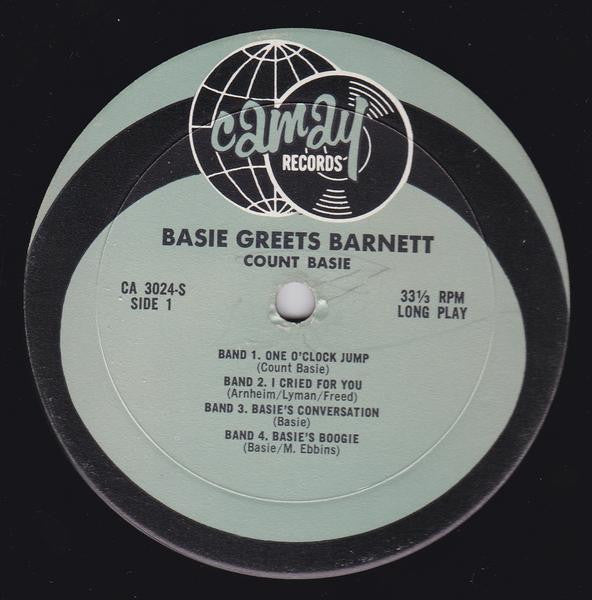 camay
RECORDS
BASIE GREETS BARNETT
COUNT BASIE
CA 3024-S
SIDE 1
33⅓ RPM
LONG PLAY
BAND 1. ONE O'CLOCK JUMP
(Count Basie)
BAND 2. I CRIED FOR YOU
(Arnheim/Lyman/Freed)
BAND 3. BASIE'S CONVERSATION
(Basie)
BAND 4. BASIE'S BOOGIE
(Basie/M. Ebbins)